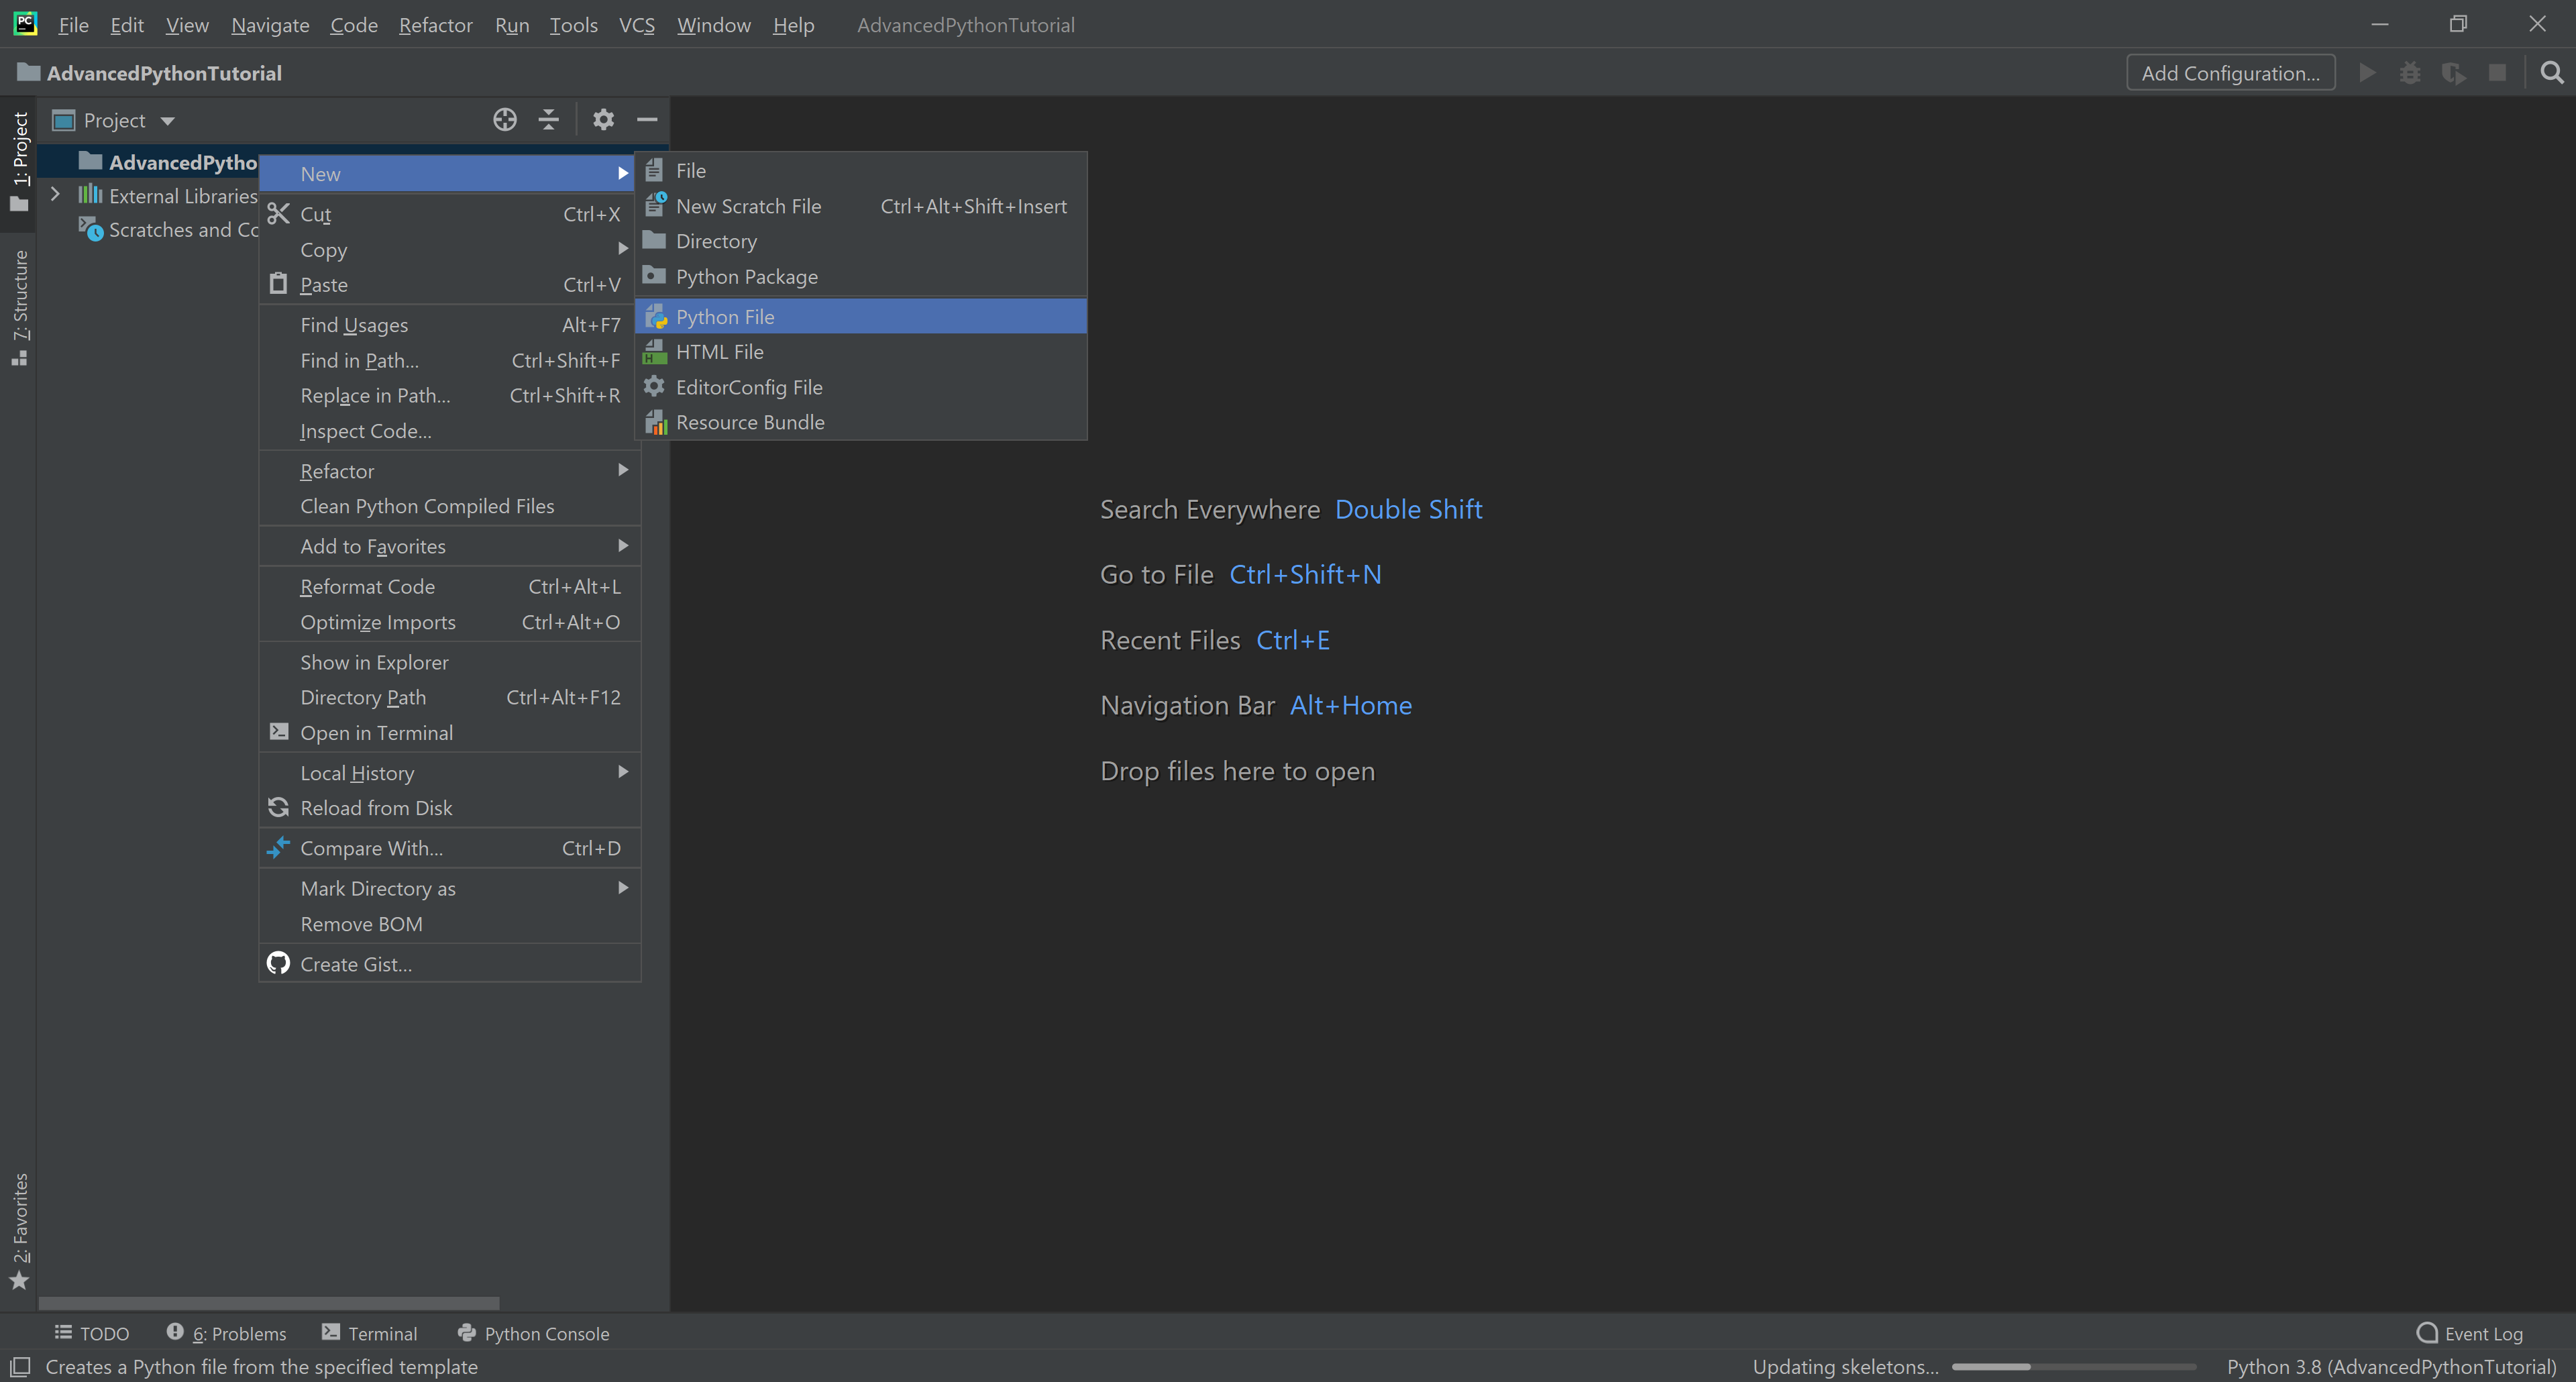 PC File Edit View Navigate Code Refactor Run Tools VCS Window Help AdvancedPythonTutorial
AdvancedPythonTutorial Add Configuration...
1: Project
7: Structure
2: Favorites
Project
AdvancedPytho
External Libraries
Scratches and Co
New
Cut Ctrl+X
Copy
Paste Ctrl+V
Find Usages Alt+F7
Find in Path... Ctrl+Shift+F
Replace in Path... Ctrl+Shift+R
Inspect Code...
Refactor
Clean Python Compiled Files
Add to Favorites
Reformat Code Ctrl+Alt+L
Optimize Imports Ctrl+Alt+O
Show in Explorer
Directory Path Ctrl+Alt+F12
Open in Terminal
Local History
Reload from Disk
Compare With... Ctrl+D
Mark Directory as
Remove BOM
Create Gist...
File
New Scratch File Ctrl+Alt+Shift+Insert
Directory
Python Package
Python File
H HTML File
EditorConfig File
Resource Bundle
Search Everywhere Double Shift
Go to File Ctrl+Shift+N
Recent Files Ctrl+E
Navigation Bar Alt+Home
Drop files here to open
TODO 6: Problems Terminal Python Console Event Log
Creates a Python file from the specified template Updating skeletons... Python 3.8 (AdvancedPythonTutorial)